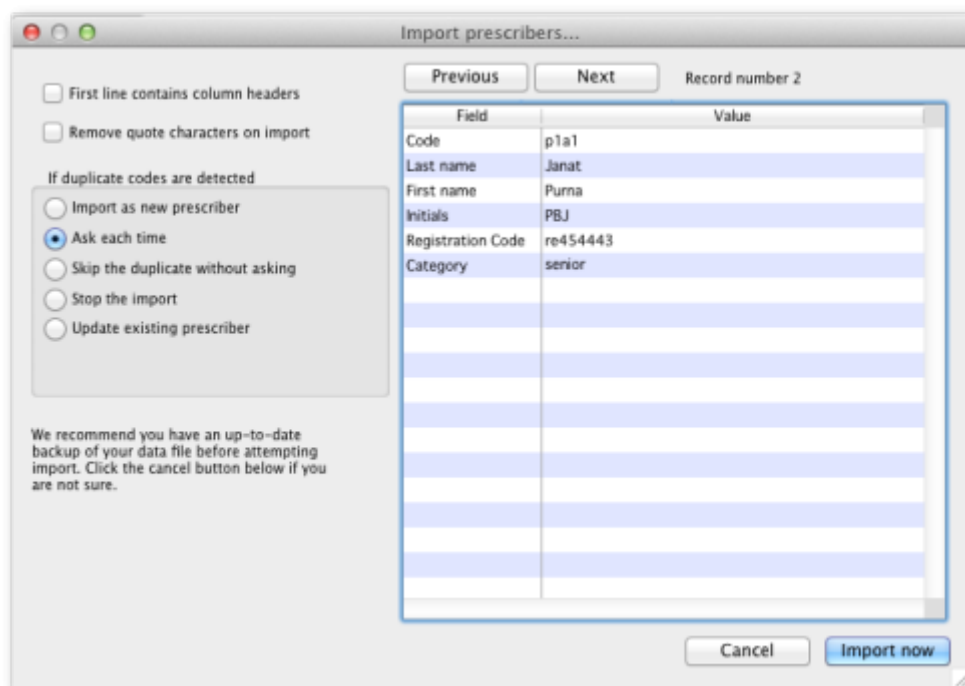 Import prescribers...
First line contains column headers
Remove quote characters on import
If duplicate codes are detected
Import as new prescriber
Ask each time
Skip the duplicate without asking
Stop the import
Update existing prescriber
We recommend you have an up-to-date
backup of your data file before attempting
import. Click the cancel button below if you
are not sure.
Previous Next Record number 2
Field Value
Code p1a1
Last name Janat
First name Purna
Initials PBJ
Registration Code re454443
Category senior
Cancel Import now